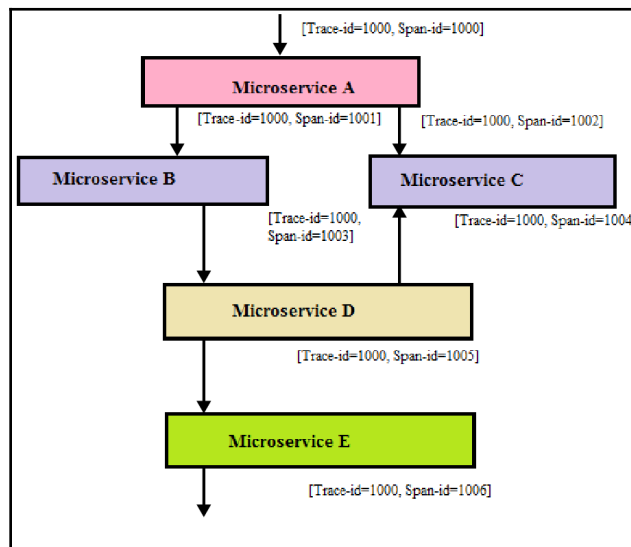 [Trace-id=1000, Span-id=1000]
Microservice A
[Trace-id=1000, Span-id=1001]
[Trace-id=1000, Span-id=1002]
Microservice B
Microservice C
[Trace-id=1000,
Span-id=1003]
[Trace-id=1000, Span-id=1004
Microservice D
[Trace-id=1000, Span-id=1005]
Microservice E
[Trace-id=1000, Span-id=1006]